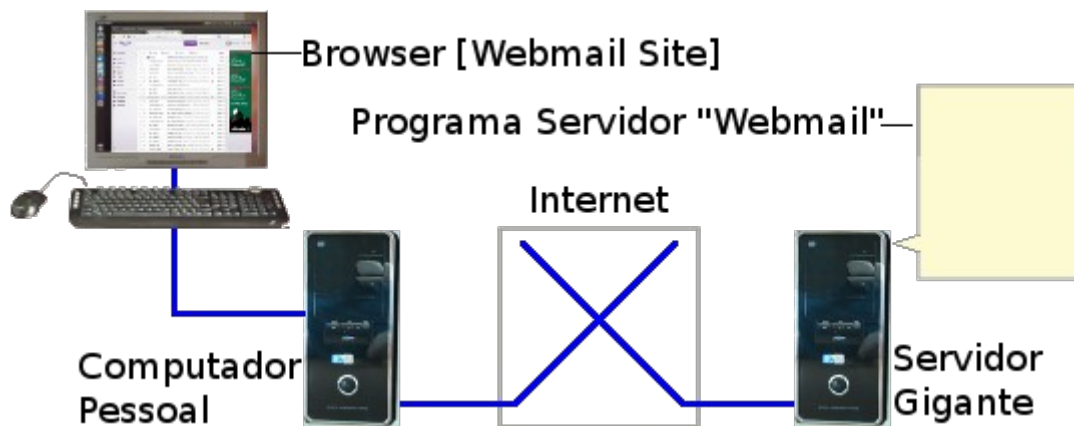 Browser [Webmail Site]
Programa Servidor "Webmail"
Internet
Computador
Pessoal
Servidor
Gigante